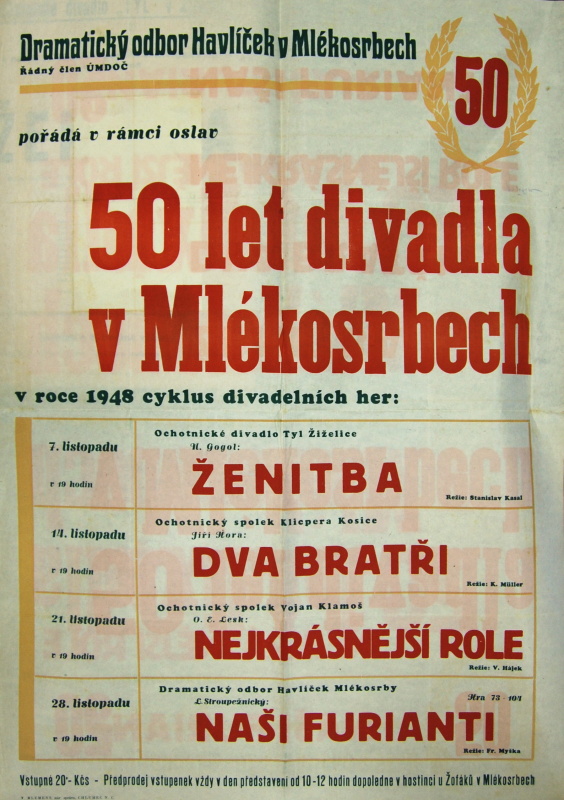 Dramatický odbor Havlíček v Mlékosrbech
Řádný člen ÚMDOČ
50
pořádá v rámci oslav
50 let divadla
v Mlékosrbech
v roce 1948 cyklus divadelních her:
7. listopadu
v 19 hodin
Ochotnické divadlo Tyl Žiželice
N. Gogol:
ŽENITBA
Režie: Stanislav Kassl
14. listopadu
v 19 hodin
Ochotnický spolek Klicpera Kosice
Jiří Hora:
DVA BRATŘI
Režie: K. Müller
21. listopadu
v 19 hodin
Ochotnický spolek Vojan Klamoš
O. E. Lesk:
NEJKRÁSNĚJŠÍ ROLE
Režie: V. Hájek
28. listopadu
v 19 hodin
Dramatický odbor Havlíček Mlékosrby
L. Stroupežnický:
Hra 73 - 104
NAŠI FURIANTI
Režie: Fr. Myška
Vstupné 20·- Kčs - Předprodej vstupenek vždy v den představení od 10-12 hodin dopoledne v hostinci u Žofáků v Mlékosrbech